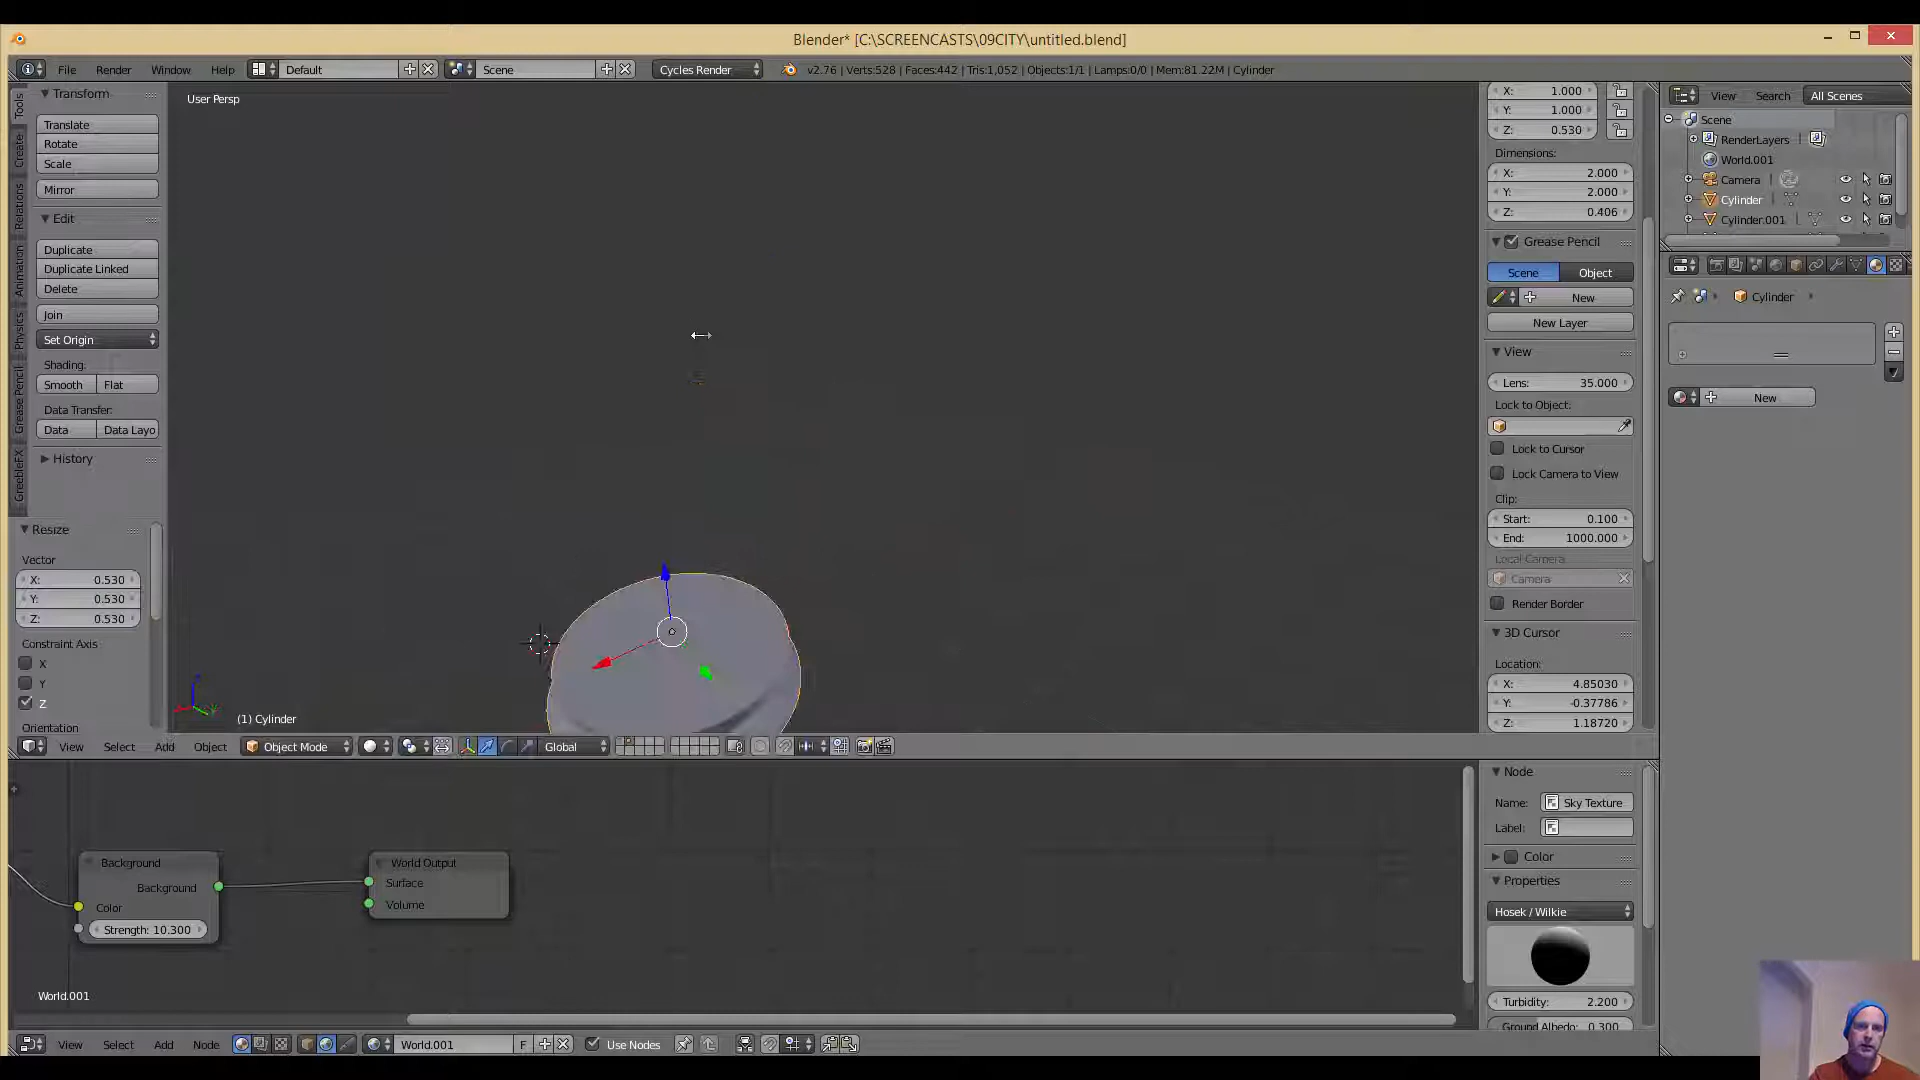 Blender* [C:\SCREENCASTS\09CITY\untitled.blend]
File Render Window Help Default Scene Cycles Render v2.76 | Verts:528 | Faces:442 | Tris:1,052 | Objects:1/1 | Lamps:0/0 | Mem:81.22M | Cylinder
Tools
Create
Relations
Animation
Physics
Grease Pencil
GreebleFX
Transform
Translate
Rotate
Scale
Mirror
Edit
Duplicate
Duplicate Linked
Delete
Join
Set Origin
Shading:
Smooth Flat
Data Transfer:
Data Data Layo
History
Resize
Vector
X: 0.530
Y: 0.530
Z: 0.530
Constraint Axis
X
Y
Z
Orientation
User Persp
(1) Cylinder
X: 1.000
Y: 1.000
Z: 0.530
Dimensions:
X: 2.000
Y: 2.000
Z: 0.406
Grease Pencil
Scene Object
New
New Layer
View
Lens: 35.000
Lock to Object:
Lock to Cursor
Lock Camera to View
Clip:
Start: 0.100
End: 1000.000
Local Camera
Camera
Render Border
3D Cursor
Location:
X: 4.85030
Y: -0.37786
Z: 1.18720
View Search All Scenes
Scene
RenderLayers
World.001
Camera
Cylinder
Cylinder.001
Cylinder
New
View Select Add Object Object Mode Global
Background
Background
Color
Strength: 10.300
World Output
Surface
Volume
World.001
Node
Name: Sky Texture
Label:
Color
Properties
Hosek / Wilkie
Turbidity: 2.200
Ground Albedo: 0.300
View Select Add Node World.001 F Use Nodes